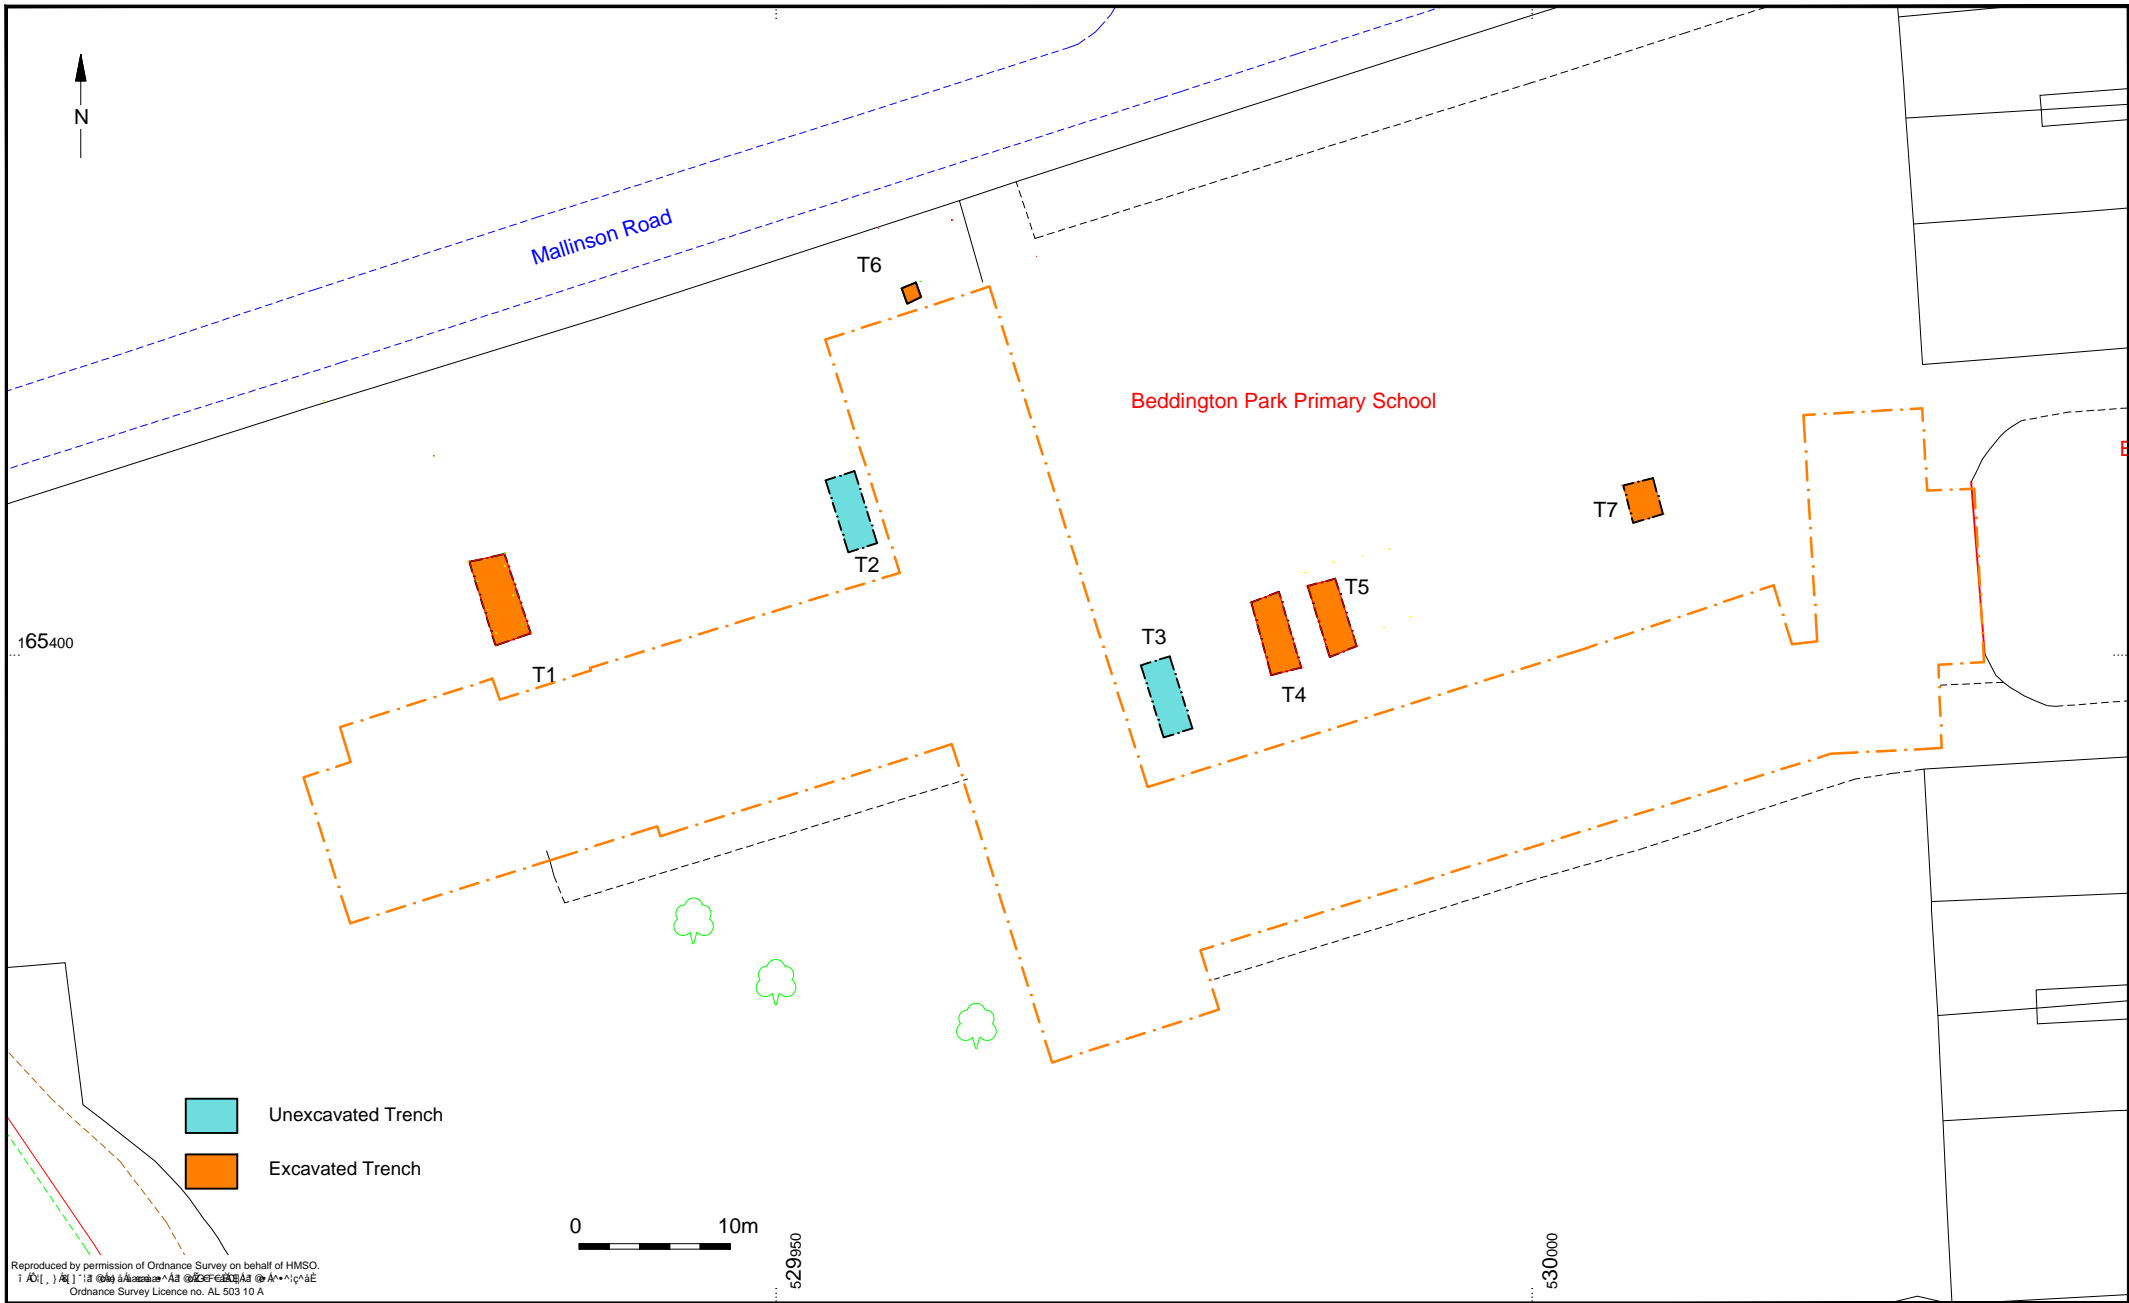 N
Mallinson Road
T6
Beddington Park Primary School
T7
T2
T5
T3
165400
T1
T4
Unexcavated Trench
Excavated Trench
0 10m
529950
530000
Reproduced by permission of Ordnance Survey on behalf of HMSO.
Ordnance Survey Licence no. AL 503 10 A